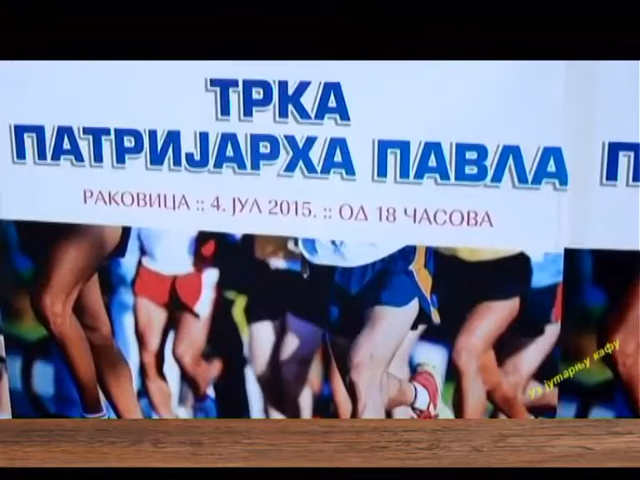 ТРКА
ПАТРИЈАРХА ПАВЛА
РАКОВИЦА :: 4. ЈУЛ 2015. :: ОД 18 ЧАСОВА
П
уз јутарњу кафу